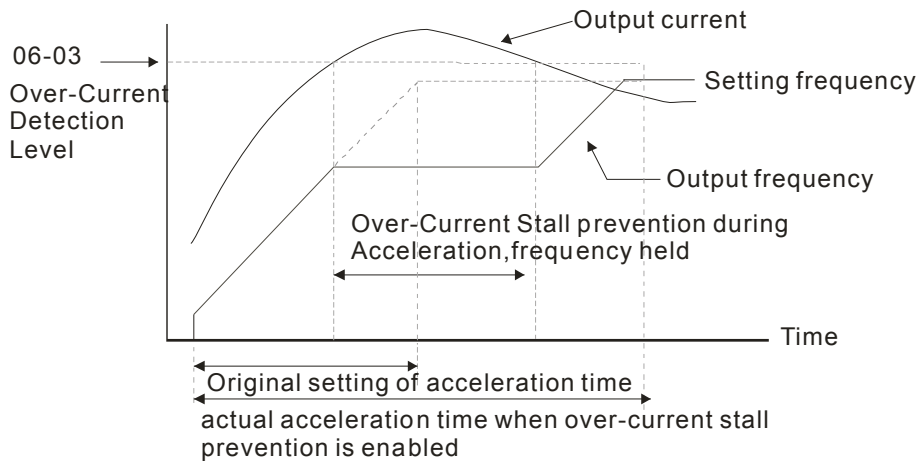 Output current
06-03
Over-Current
Detection
Level
Setting frequency
Output frequency
Over-Current Stall prevention during
Acceleration,frequency held
Time
Original setting of acceleration time
actual acceleration time when over-current stall
prevention is enabled